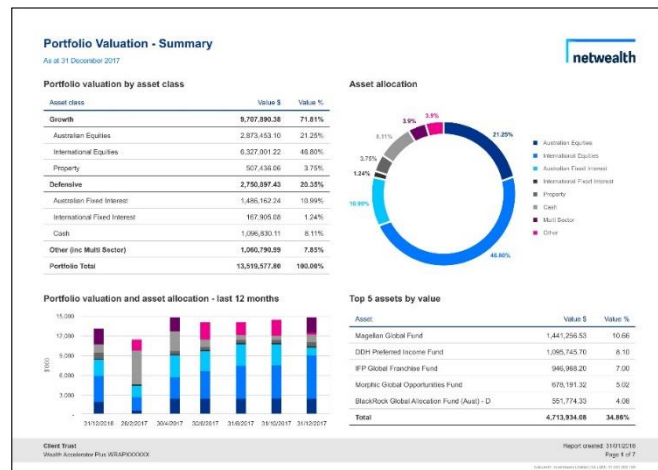 Portfolio Valuation - Summary
As at 31 December 2017
netwealth
Portfolio valuation by asset class
Asset class Value $ Value %
Growth 9,707,890.38 71.81%
Australian Equities 2,873,453.10 21.25%
International Equities 6,327,001.22 46.80%
Property 507,436.06 3.75%
Defensive 2,750,897.43 20.35%
Australian Fixed Interest 1,486,162.24 10.99%
International Fixed Interest 167,905.08 1.24%
Cash 1,096,830.11 8.11%
Other (inc Multi Sector) 1,060,790.99 7.85%
Portfolio Total 13,519,577.80 100.00%
Asset allocation
3.9%
3.9%
8.11%
21.25%
3.75%
1.24%
10.99%
46.80%
Australian Equities
International Equities
Australian Fixed Interest
International Fixed Interest
Property
Cash
Multi Sector
Other
Portfolio valuation and asset allocation - last 12 months
$'000
15,000
12,000
9,000
6,000
3,000
-
31/12/2016 28/2/2017 30/4/2017 30/6/2017 31/8/2017 31/10/2017 31/12/2017
Top 5 assets by value
Asset Value $ Value %
Magellan Global Fund 1,441,256.53 10.66
DDH Preferred Income Fund 1,095,745.70 8.10
IFP Global Franchise Fund 946,968.20 7.00
Morphic Global Opportunities Fund 678,191.32 5.02
BlackRock Global Allocation Fund (Aust) - D 551,774.33 4.08
Total 4,713,934.08 34.86%
Client Trust
Wealth Accelerator Plus WRAPXXXXXX
Report created: 31/01/2018
Page 4 of 7